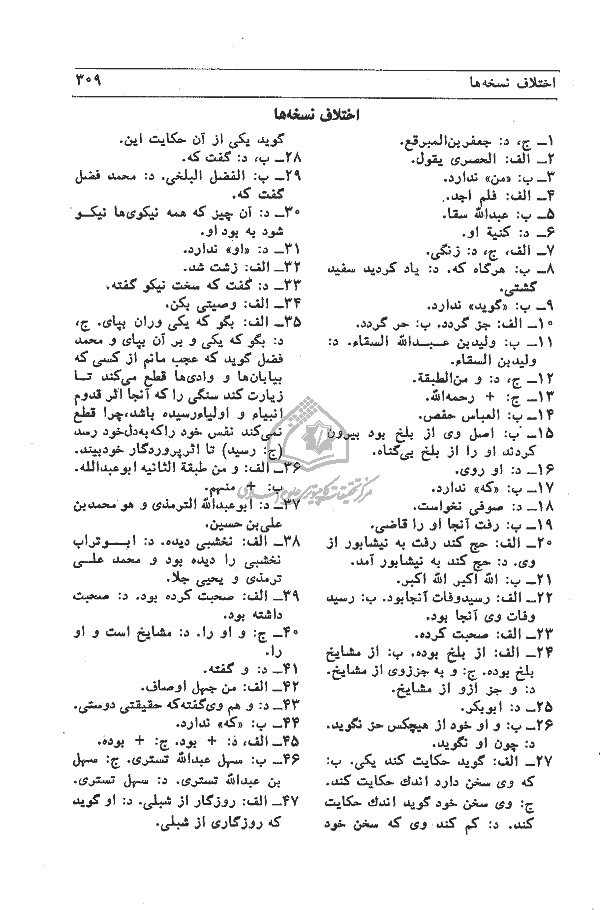 اختلاف نسخه‌ها
۳۰۹
اختلاف نسخه‌ها
۱ـ ج، د: جعفربن‌المبرقع.
۲ـ الف: الحصری یقول.
۳ـ ب: «من» ندارد.
۴ـ الف: فلم اجد.
۵ـ ب: عبدالله سقا.
۶ـ د: کنیة او.
۷ـ الف، ج، د: زنگی.
۸ـ ب: هرگاه که. د: یاد کردید سفید
گشتی.
۹ـ ب: «گوید» ندارد.
۱۰ـ الف: جز گردد. ب: حر گردد.
۱۱ـ ب: ولیدبن عبدالله السقاء. د:
ولیدبن السقاء.
۱۲ـ ج، د: و من‌الطبقة.
۱۳ـ ج: + رحمه‌الله.
۱۴ـ ب: العباس حفص.
۱۵ـ ب: اصل وی از بلخ بود بیرون
کردند او را از بلخ بی‌گناه.
۱۶ـ د: او روی.
۱۷ـ ب: «که» ندارد.
۱۸ـ د: صوفی نخواست.
۱۹ـ ب: رفت آنجا او را قاضی.
۲۰ـ الف: حج کند رفت به نیشابور از
وی. د: حج کند به نیشابور آمد.
۲۱ـ ب: الله اکبر الله اکبر.
۲۲ـ الف: رسیدوفات آنجابود. ب: رسید
وفات وی آنجا بود.
۲۳ـ الف: صحبت کرده.
۲۴ـ الف: از بلخ بوده. ب: از مشایخ
بلخ بوده. ج: و به جززوی از مشایخ.
د: و جز ازو از مشایخ.
۲۵ـ د: ابوبکر.
۲۶ـ ب: و او خود از هیچکس حز نگوید.
د: چون او نگوید.
۲۷ـ الف: گوید حکایت کند یکی. ب:
که وی سخن دارد اندك حکایت کند.
ج: وی سخن خود گوید اندك حکایت
کند. د: کم کند وی که سخن خود
گوید یکی از آن حکایت این.
۲۸ـ ب، د: گفت که.
۲۹ـ ب: الفضل البلخی. د: محمد فضل
گفت که.
۳۰ـ د: آن چیز که همه نیکوی‌ها نیکو
شود به بود او.
۳۱ـ د: «او» ندارد.
۳۲ـ الف: زشت شد.
۳۳ـ د: گفت که سخت نیکو گفته.
۳۴ـ الف: وصیتی بکن.
۳۵ـ الف: بگو که یکی وران بپای. ج،
د: بگو که یکی و بر آن بپای و محمد
فضل گوید که عجب مانم از کسی که
بیابان‌ها و وادی‌ها قطع می‌کند تا
زیارت کند سنگی را که آنجا اثر قدوم
انبیاء و اولیاءرسیده باشد،چرا قطع
نمی‌کند نفس خود راکه‌به‌دل‌خود رسد
(ج: رسید) تا اثرپروردگار خودبیند.
۳۶ـ الف: و من طبقة الثانیه ابوعبدالله.
ب: + منهم.
۳۷ـ د: ابوعبدالله الترمذی و هو محمدبن
علی‌بن حسین.
۳۸ـ الف: نخشبی دیده. د: ابوتراب
نخشبی را دیده بود و محمد علی
ترمذی و یحیی جلا.
۳۹ـ الف: صحبت کرده بود. د: صحبت
داشته بود.
۴۰ـ ج: و او را. د: مشایخ است و او
را.
۴۱ـ د: و گفته.
۴۲ـ الف: من جهل اوصاف.
۴۳ـ د: و هم وی‌گفته‌که حقیقتی دوستی.
۴۴ـ ب: «که» ندارد.
۴۵ـ الف، د: + بود. ج: + بوده.
۴۶ـ ب: سهل عبدالله تستری. ج: سهل
بن عبدالله تستری. د: سهل تستری.
۴۷ـ الف: روزگار از شبلی. د: او گوید
که روزگاری از شبلی.